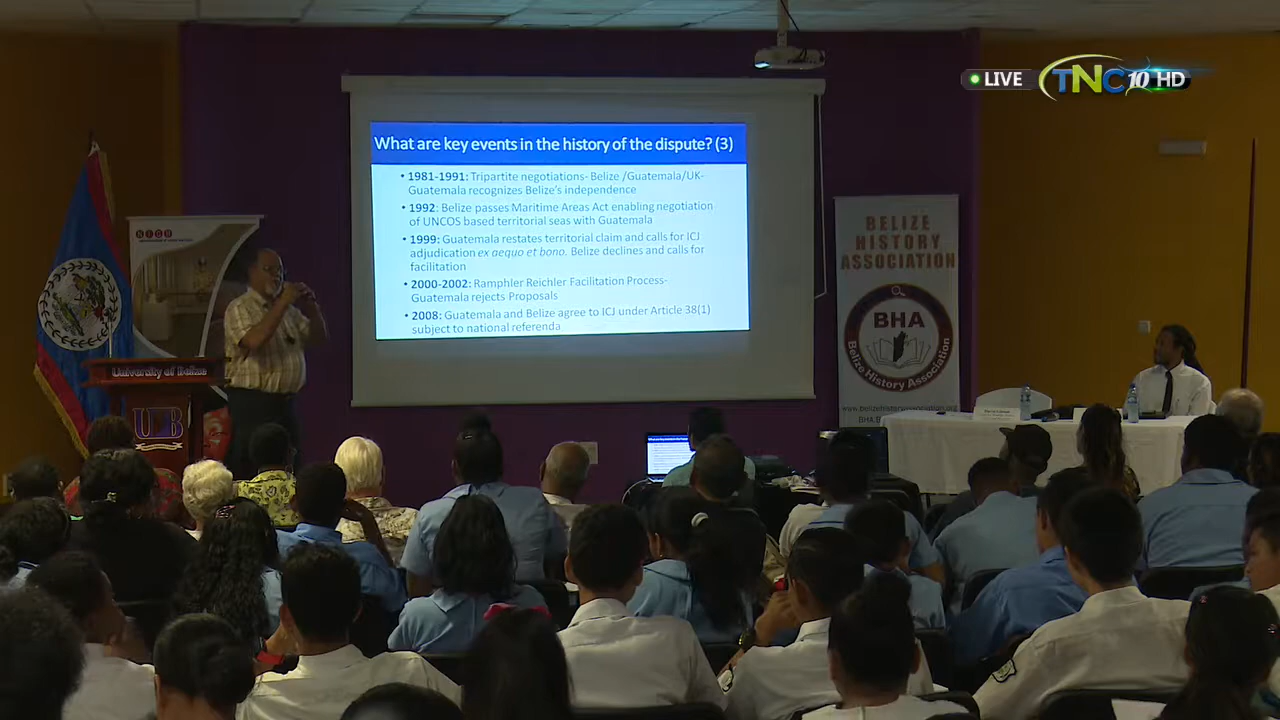 LIVE
TNC10 HD
What are key events in the history of the dispute? (3)
• 1981-1991: Tripartite negotiations- Belize /Guatemala/UK-
Guatemala recognizes Belize's independence
• 1992: Belize passes Maritime Areas Act enabling negotiation
of UNCOS based territorial seas with Guatemala
• 1999: Guatemala restates territorial claim and calls for ICJ
adjudication ex aequo et bono. Belize declines and calls for
facilitation
• 2000-2002: Ramphler Reichler Facilitation Process-
Guatemala rejects Proposals
• 2008: Guatemala and Belize agree to ICJ under Article 38(1)
subject to national referenda
BELIZE
HISTORY
ASSOCIATION
BHA
Belize History Association
www.belizehistoryassociation.org
University of Belize
UB